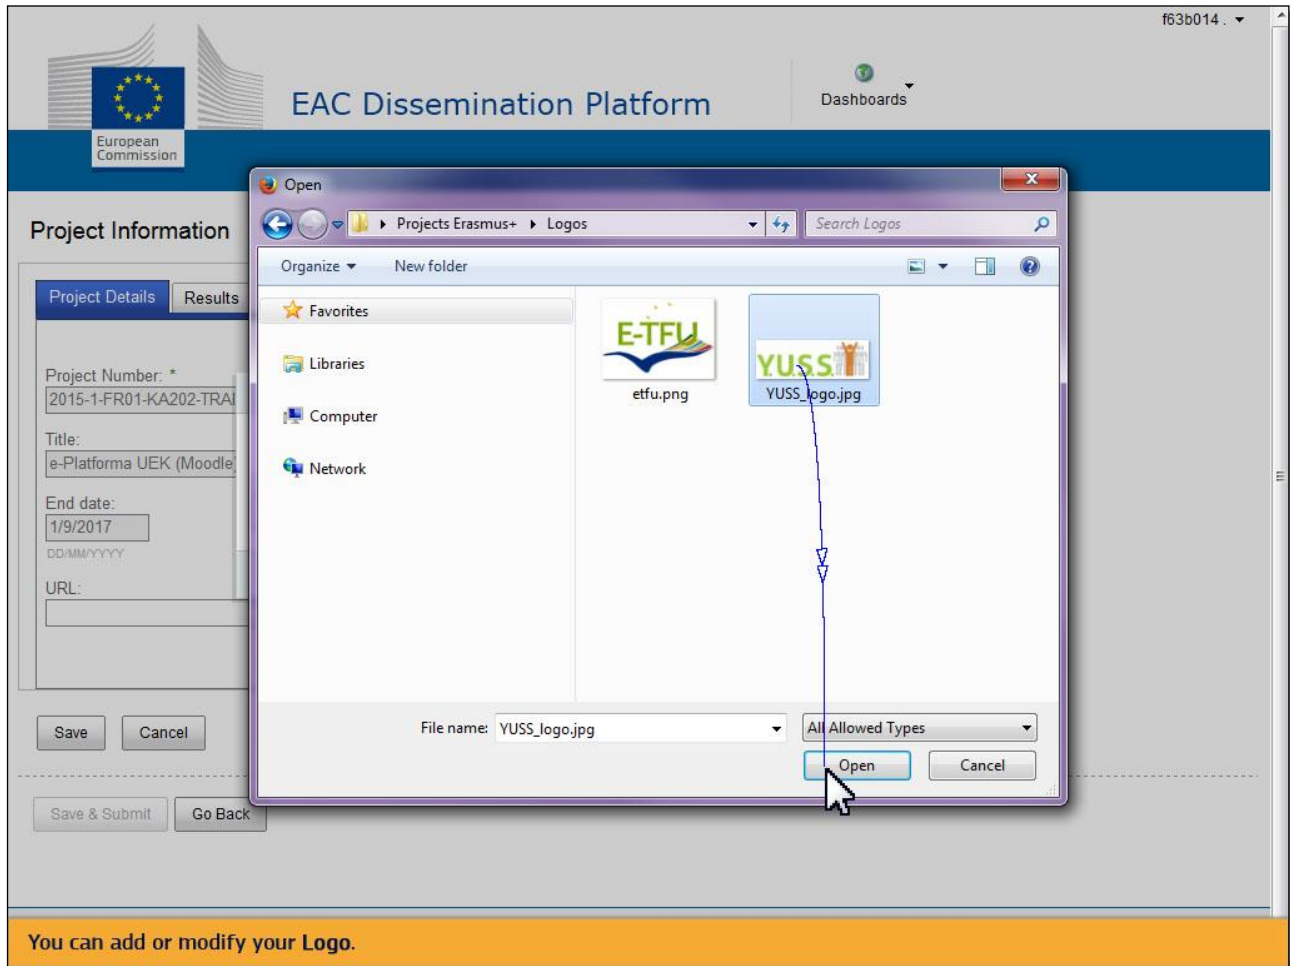 f63b014 .
EAC Dissemination Platform
Dashboards
European
Commission
Open
Projects Erasmus+ Logos
Search Logos
Project Information
Organize New folder
Project Details Results
Favorites
Libraries
Computer
Network
E-TFU
etfu.png
Y.U.S.S.
YUSS_logo.jpg
Project Number: *
2015-1-FR01-KA202-TRAI
Title:
e-Platforma UEK (Moodle
End date:
1/9/2017
DD/MM/YYYY
URL:
File name: YUSS_logo.jpg All Allowed Types
Open Cancel
Save Cancel
Save & Submit Go Back
You can add or modify your Logo.